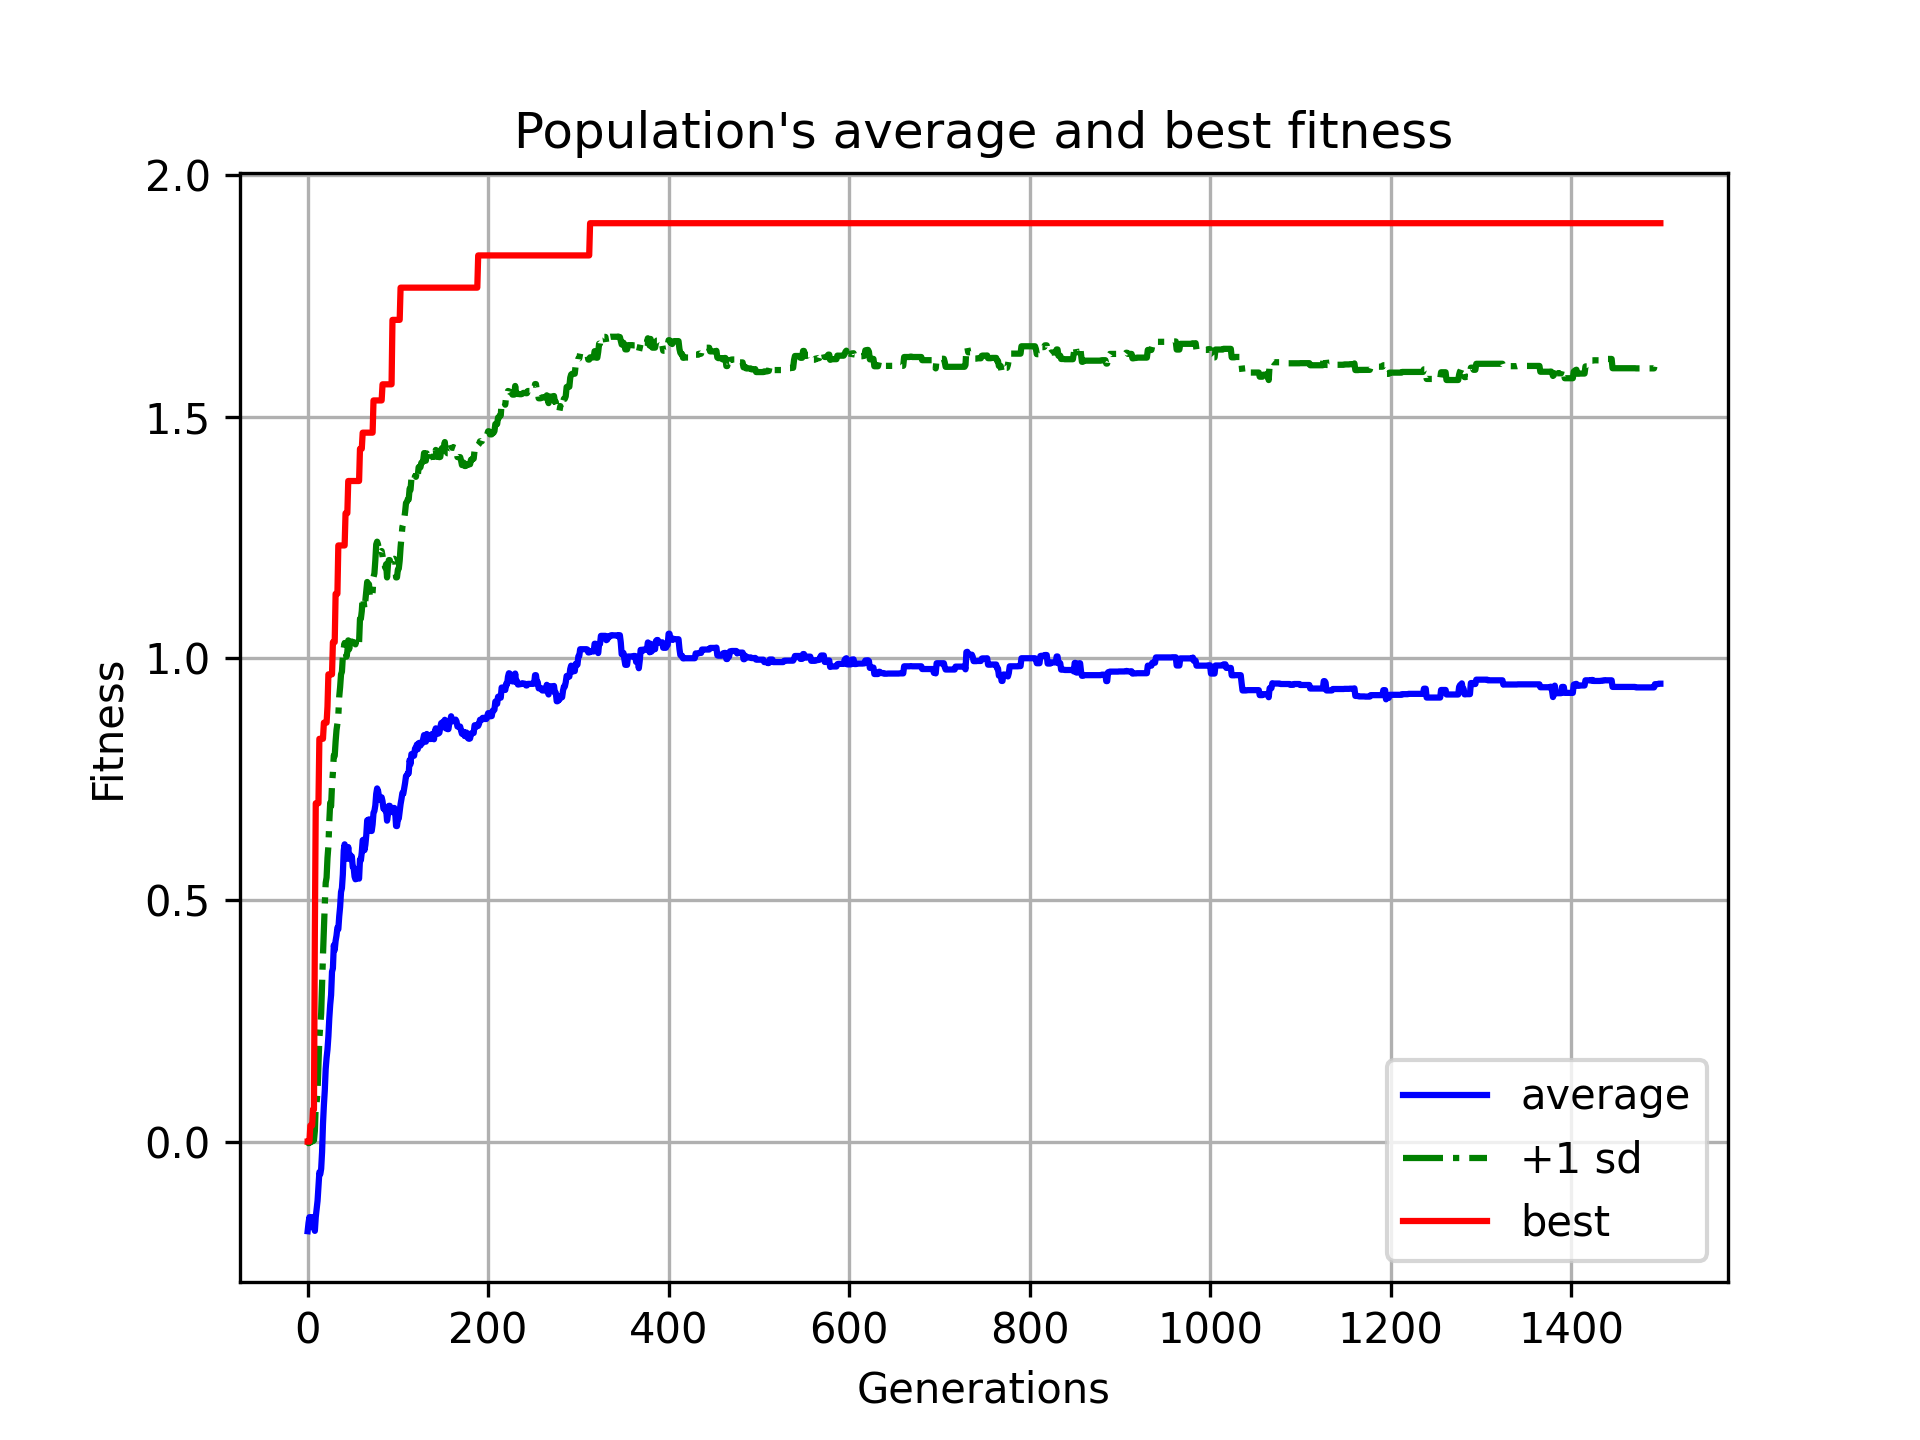 Population's average and best fitness
2.0
1.5
1.0
0.5
0.0
Fitness
0 200 400 600 800 1000 1200 1400
Generations
average
+1 sd
best